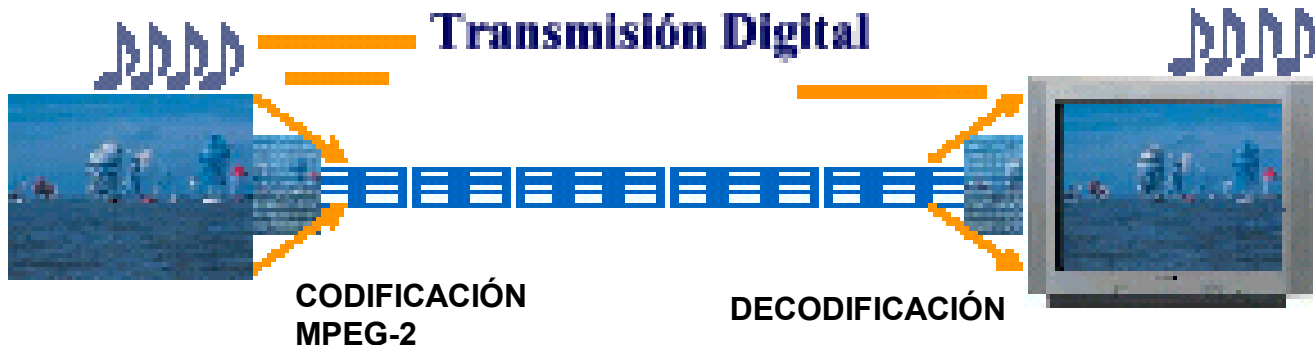 Transmisión Digital
CODIFICACIÓN
MPEG-2
DECODIFICACIÓN